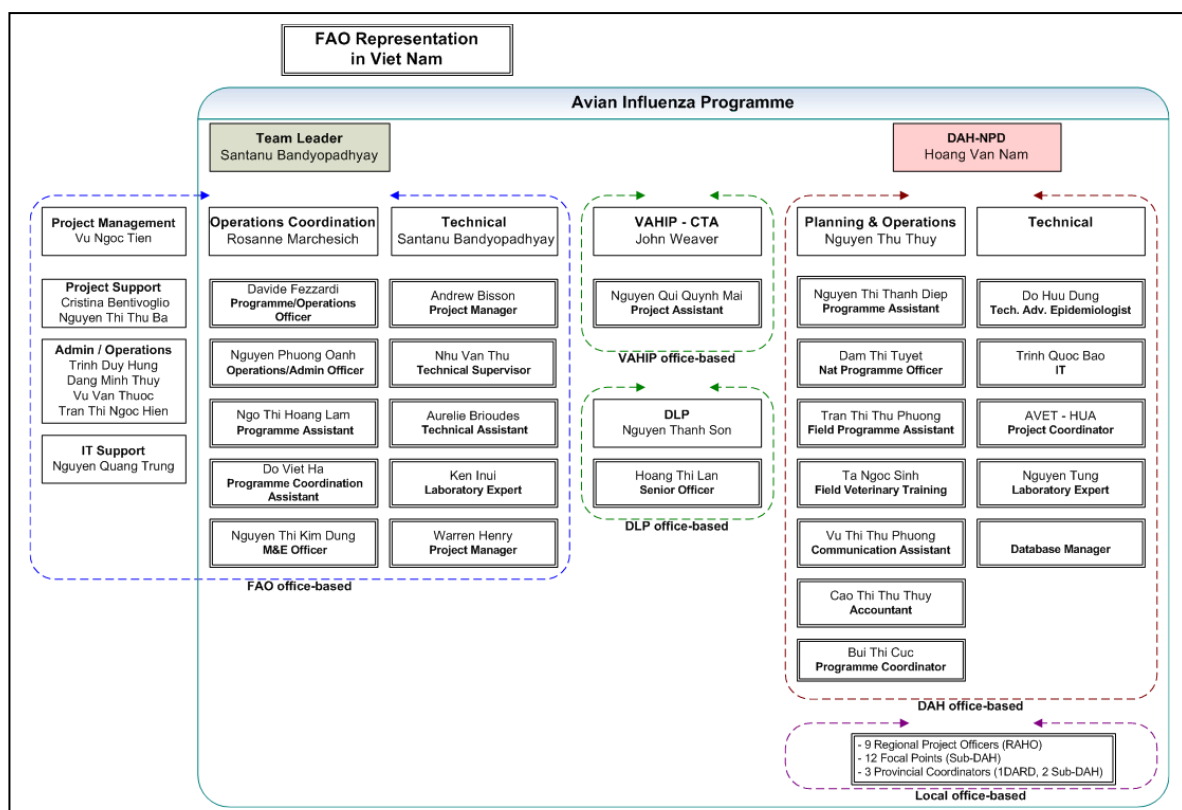 FAO Representation
in Viet Nam
Avian Influenza Programme
Team Leader
Santanu Bandyopadhyay
DAH-NPD
Hoang Van Nam
Project Management
Vu Ngoc Tien
Project Support
Cristina Bentivoglio
Nguyen Thi Thu Ba
Admin / Operations
Trinh Duy Hung
Dang Minh Thuy
Vu Van Thuoc
Tran Thi Ngoc Hien
IT Support
Nguyen Quang Trung
Operations Coordination
Rosanne Marchesich
Davide Fezzardi
Programme/Operations
Officer
Nguyen Phuong Oanh
Operations/Admin Officer
Ngo Thi Hoang Lam
Programme Assistant
Do Viet Ha
Programme Coordination
Assistant
Nguyen Thi Kim Dung
M&E Officer
Technical
Santanu Bandyopadhyay
Andrew Bisson
Project Manager
Nhu Van Thu
Technical Supervisor
Aurelie Brioudes
Technical Assistant
Ken Inui
Laboratory Expert
Warren Henry
Project Manager
FAO office-based
VAHIP - CTA
John Weaver
Nguyen Qui Quynh Mai
Project Assistant
VAHIP office-based
DLP
Nguyen Thanh Son
Hoang Thi Lan
Senior Officer
DLP office-based
Planning & Operations
Nguyen Thu Thuy
Nguyen Thi Thanh Diep
Programme Assistant
Dam Thi Tuyet
Nat Programme Officer
Tran Thi Thu Phuong
Field Programme Assistant
Ta Ngoc Sinh
Field Veterinary Training
Vu Thi Thu Phuong
Communication Assistant
Cao Thi Thu Thuy
Accountant
Bui Thi Cuc
Programme Coordinator
Technical
Do Huu Dung
Tech. Adv. Epidemiologist
Trinh Quoc Bao
IT
AVET - HUA
Project Coordinator
Nguyen Tung
Laboratory Expert
Database Manager
DAH office-based
- 9 Regional Project Officers (RAHO)
- 12 Focal Points (Sub-DAH)
- 3 Provincial Coordinators (1DARD, 2 Sub-DAH)
Local office-based